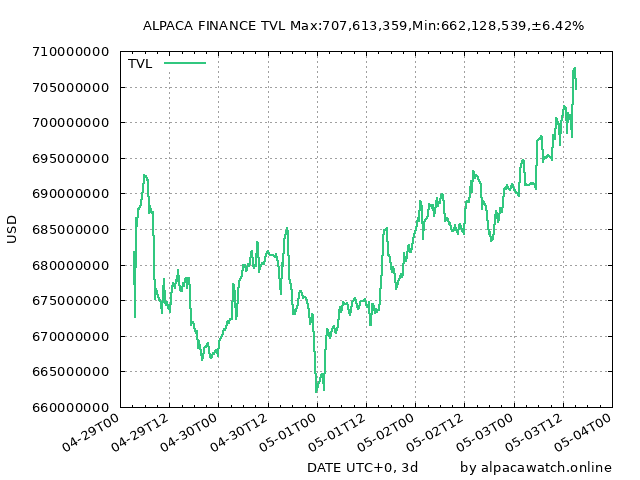 ALPACA FINANCE TVL Max:707,613,359,Min:662,128,539,±6.42%
TVL
710000000
705000000
700000000
695000000
690000000
685000000
680000000
675000000
670000000
665000000
660000000
USD
04-29T00
04-29T12
04-30T00
04-30T12
05-01T00
05-01T12
05-02T00
05-02T12
05-03T00
05-03T12
05-04T00
DATE UTC+0, 3d
by alpacawatch.online